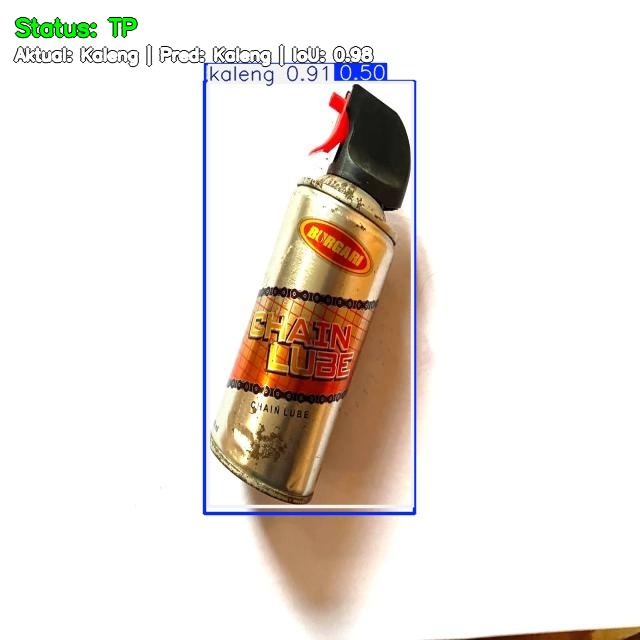 Status: TP
Aktual: Kaleng | Pred: Kaleng | IoU: 0.98
kaleng 0.91 0.50
BURGARI
CHAIN
LUBE
CHAIN LUBE